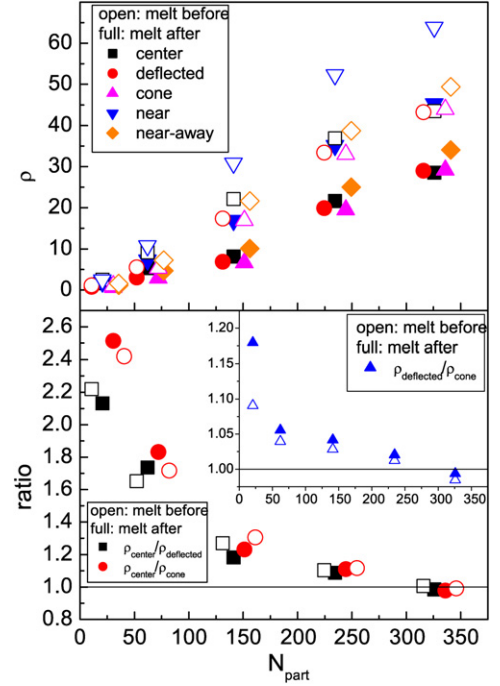 open: melt before
full: melt after
center
deflected
cone
near
near-away
ρ
60
50
40
30
20
10
0
open: melt before
full: melt after
ρdeflected/ρcone
1.20
1.15
1.10
1.05
1.00
0 50 100 150 200 250 300 350
open: melt before
full: melt after
ρcenter/ρdeflected
ρcenter/ρcone
ratio
2.6
2.4
2.2
2.0
1.8
1.6
1.4
1.2
1.0
0.8
0 50 100 150 200 250 300 350
Npart